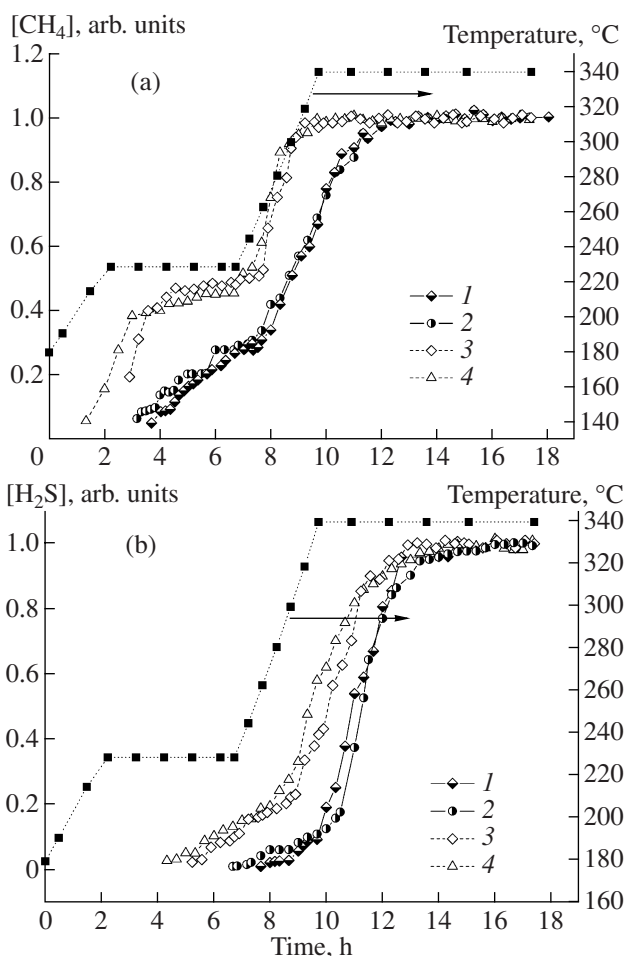 [CH4], arb. units Temperature, °C
1.2 (a) 340
1.0 320
300
0.8 280
260
0.6 240
220
0.4 1 200
2 180
0.2 3 160
4 140
0 2 4 6 8 10 12 14 16 18
[H2S], arb. units Temperature, °C
1.0 (b) 340
320
0.8 300
280
0.6 260
240
0.4 220
1
0.2 2 200
3
0 4 180
160
0 2 4 6 8 10 12 14 16 18
Time, h